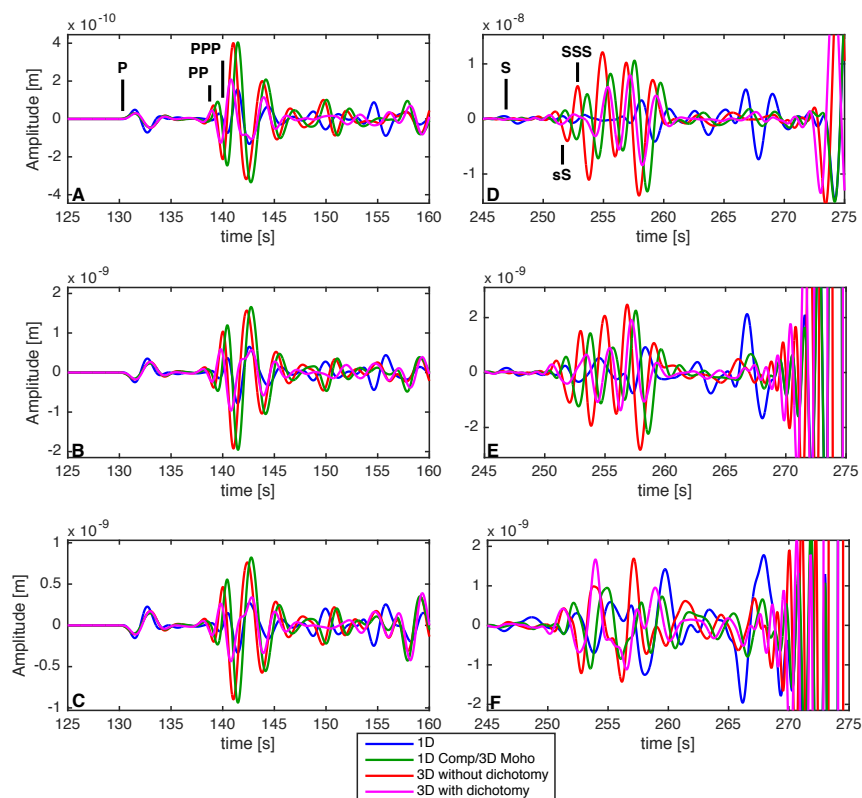 x 10⁻¹⁰
4
2
0
-2
-4
Amplitude [m]
P
PP
PPP
A
125 130 135 140 145 150 155 160
time [s]
x 10⁻⁸
1
0
-1
S
SSS
sS
D
245 250 255 260 265 270 275
time [s]
x 10⁻⁹
2
1
0
-1
-2
Amplitude [m]
B
125 130 135 140 145 150 155 160
time [s]
x 10⁻⁹
2
0
-2
E
245 250 255 260 265 270 275
time [s]
x 10⁻⁹
1
0.5
0
-0.5
-1
Amplitude [m]
C
125 130 135 140 145 150 155 160
time [s]
x 10⁻⁹
2
1
0
-1
-2
F
245 250 255 260 265 270 275
time [s]
1D
1D Comp/3D Moho
3D without dichotomy
3D with dichotomy